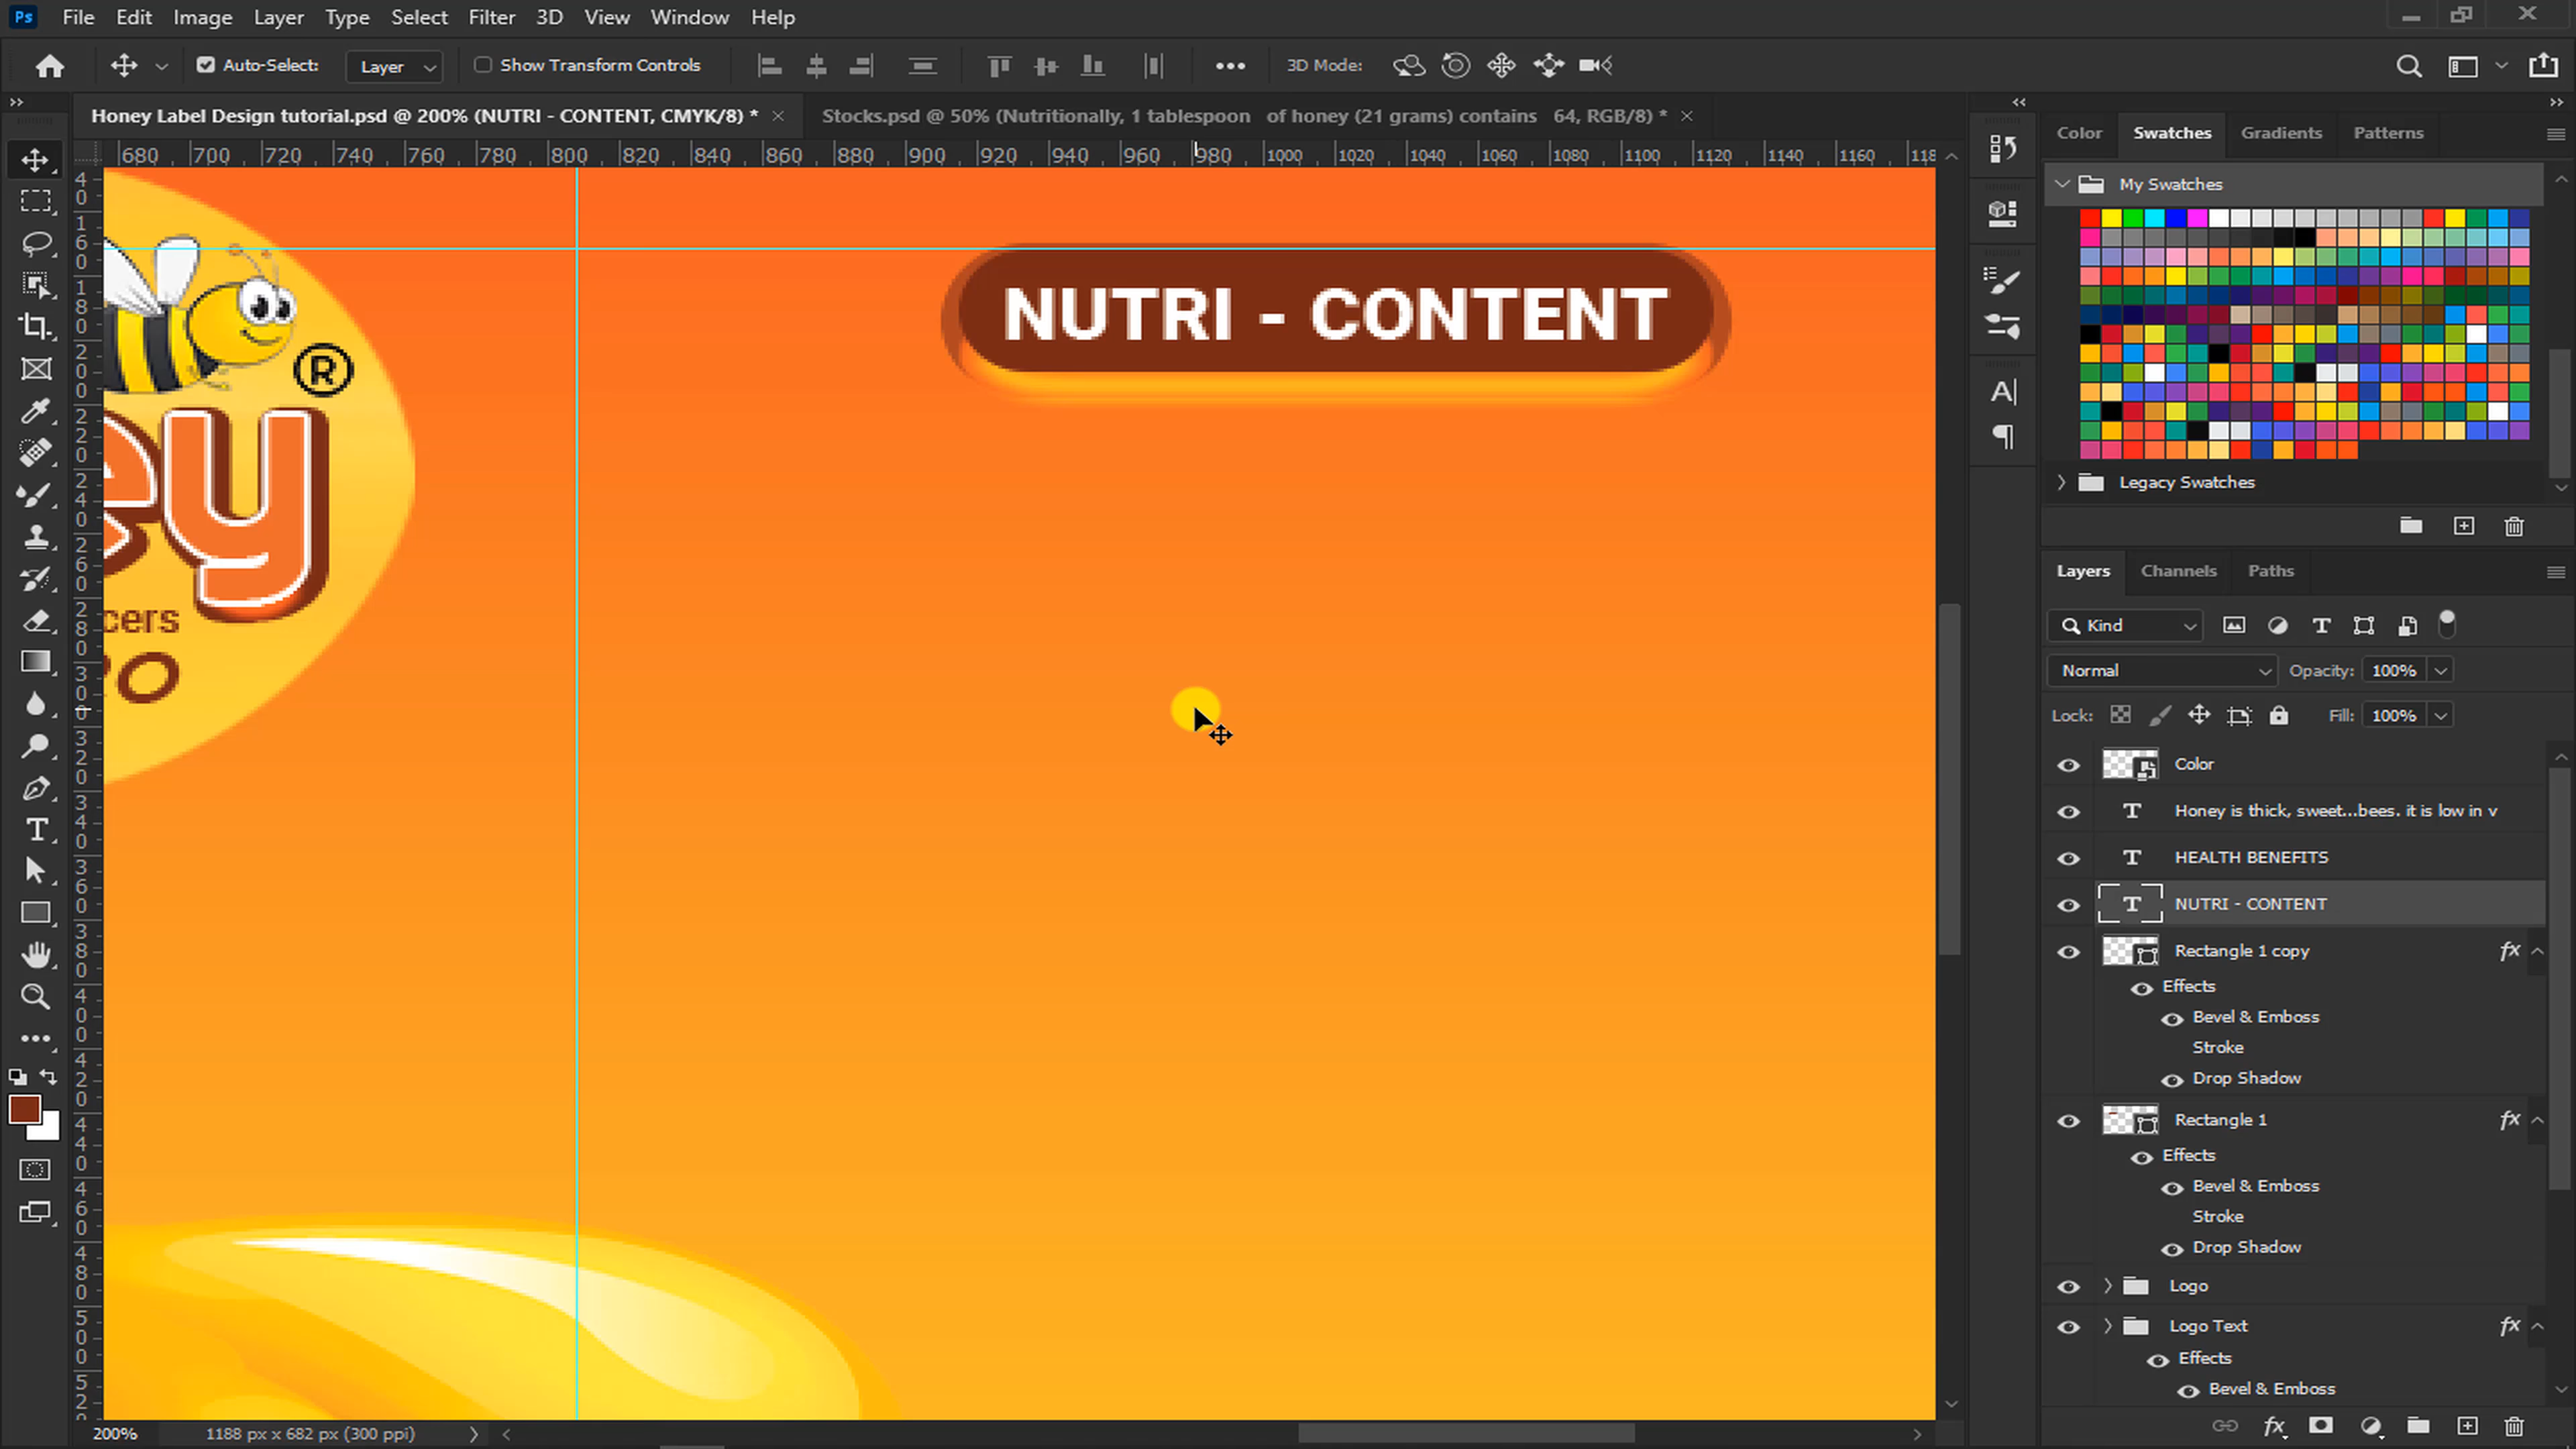 Ps File Edit Image Layer Type Select Filter 3D View Window Help
Auto-Select: Layer Show Transform Controls 3D Mode:
Honey Label Design tutorial.psd @ 200% (NUTRI - CONTENT, CMYK/8) * Stocks.psd @ 50% (Nutritionally, 1 tablespoon of honey (21 grams) contains 64, RGB/8) *
680 700 720 740 760 780 800 820 840 860 880 900 920 940 960 980 1000 1020 1040 1060 1080 1100 1120 1140 1160 118
NUTRI - CONTENT
®
ey
cers
O
Color Swatches Gradients Patterns
My Swatches
Legacy Swatches
Layers Channels Paths
Kind
Normal Opacity: 100%
Lock: Fill: 100%
Color
Honey is thick, sweet...bees. it is low in v
HEALTH BENEFITS
NUTRI - CONTENT
Rectangle 1 copy fx
Effects
Bevel & Emboss
Stroke
Drop Shadow
Rectangle 1 fx
Effects
Bevel & Emboss
Stroke
Drop Shadow
Logo
Logo Text fx
Effects
Bevel & Emboss
200% 1188 px x 682 px (300 ppi)